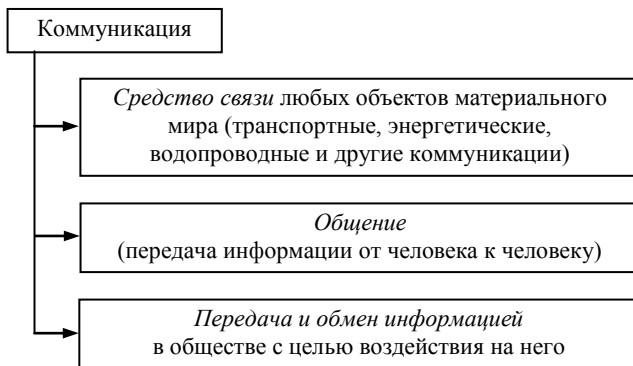 Коммуникация
Средство связи любых объектов материального
мира (транспортные, энергетические,
водопроводные и другие коммуникации)
Общение
(передача информации от человека к человеку)
Передача и обмен информацией
в обществе с целью воздействия на него